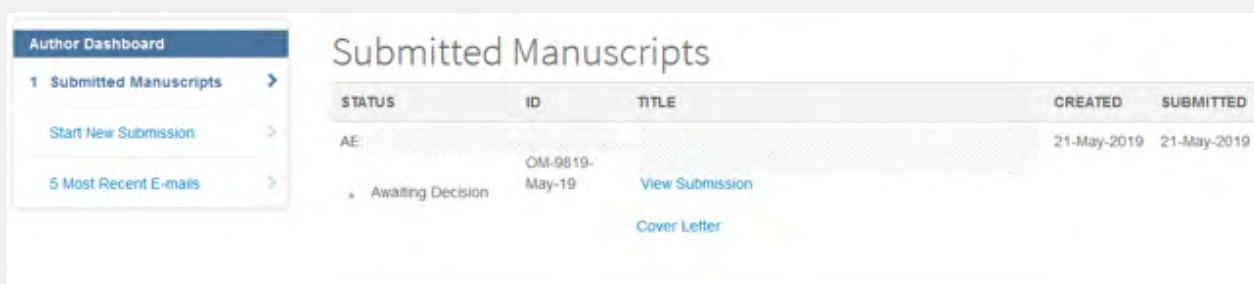 Author Dashboard
1 Submitted Manuscripts
Start New Submission
5 Most Recent E-mails
Submitted Manuscripts
STATUS ID TITLE CREATED SUBMITTED
AE: 21-May-2019 21-May-2019
OM-9819-
May-19
Awaiting Decision
View Submission
Cover Letter